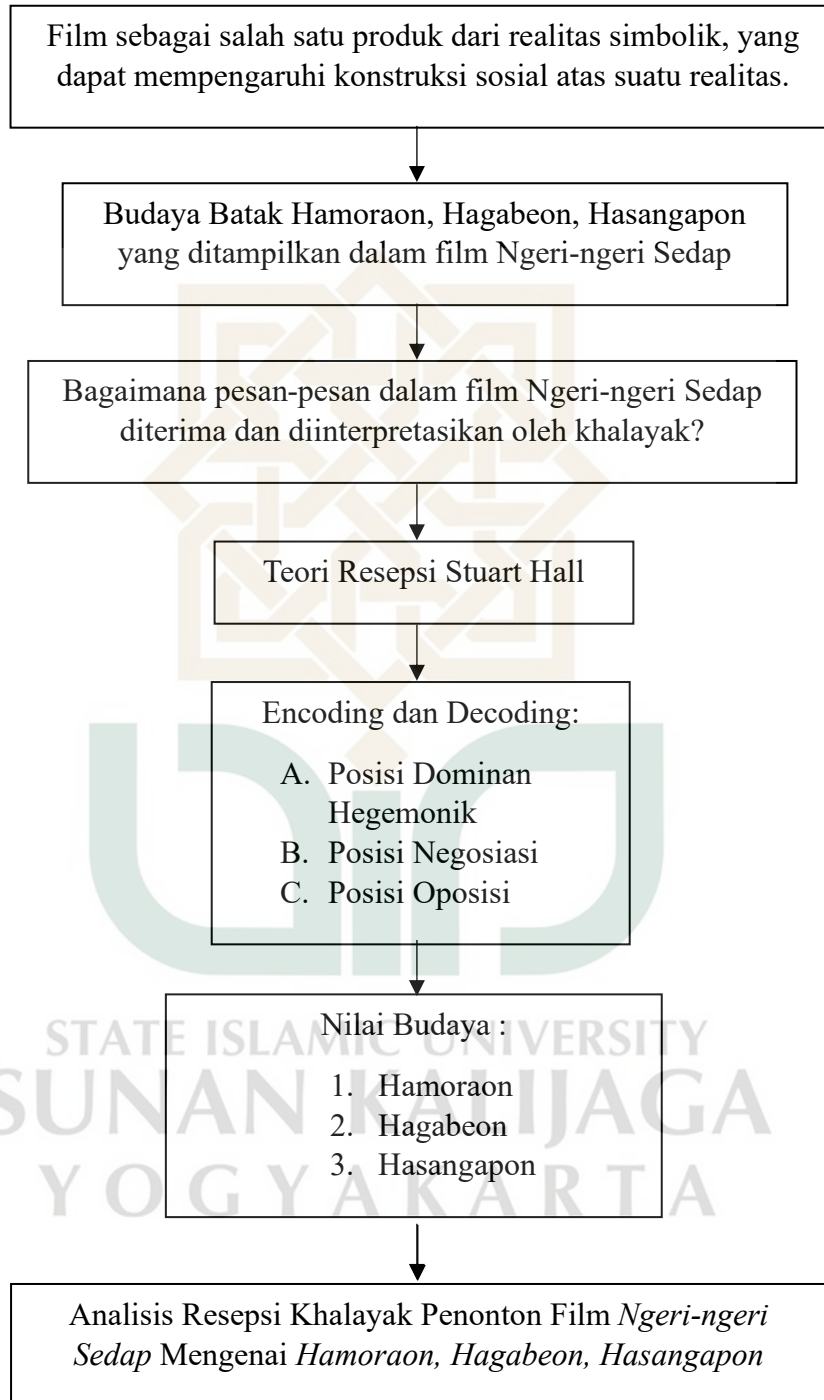 Film sebagai salah satu produk dari realitas simbolik, yang
dapat mempengaruhi konstruksi sosial atas suatu realitas.
Budaya Batak Hamoraon, Hagabeon, Hasangapon
yang ditampilkan dalam film Ngeri-ngeri Sedap
Bagaimana pesan-pesan dalam film Ngeri-ngeri Sedap
diterima dan diinterpretasikan oleh khalayak?
Teori Resepsi Stuart Hall
Encoding dan Decoding:
A. Posisi Dominan
Hegemonik
B. Posisi Negosiasi
C. Posisi Oposisi
Nilai Budaya :
1. Hamoraon
2. Hagabeon
3. Hasangapon
STATE ISLAMIC UNIVERSITY
SUNAN KALIJAGA
YOGYAKARTA
Analisis Resepsi Khalayak Penonton Film Ngeri-ngeri
Sedap Mengenai Hamoraon, Hagabeon, Hasangapon